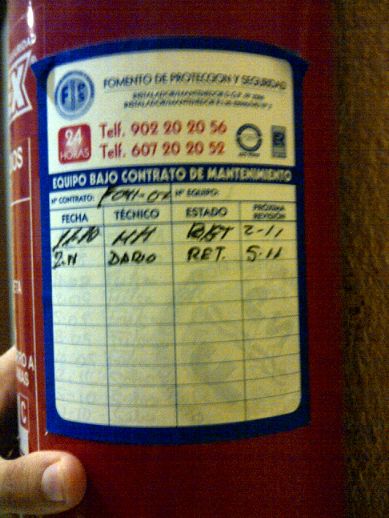 FOMENTO DE PROTECCION Y SEGURIDAD
24 HORAS
Telf. 902 20 20 56
Telf. 607 20 20 52
EQUIPO BAJO CONTRATO DE MANTENIMIENTO
Nº CONTRATO: Nº EQUIPO:
FECHA TÉCNICO ESTADO PRÓXIMA REVISIÓN
11-10 2-11
2-11 DARIO RET. 5-11